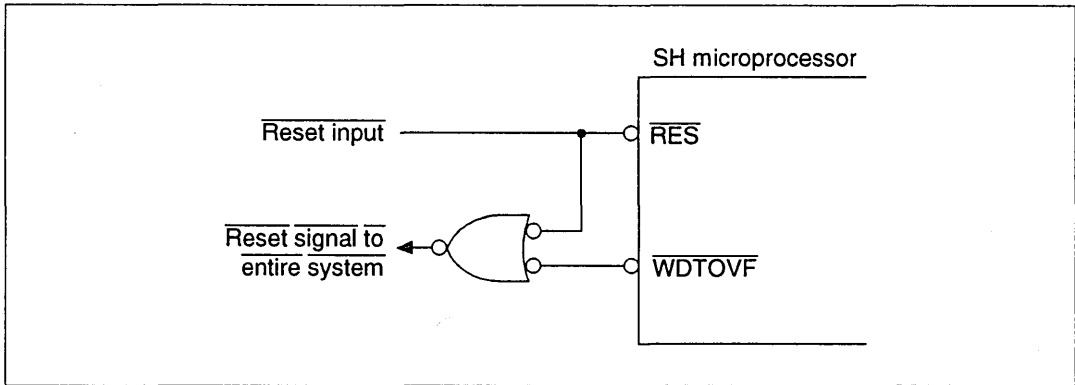 SH microprocessor
Reset input
RES
Reset signal to
entire system
WDTOVF